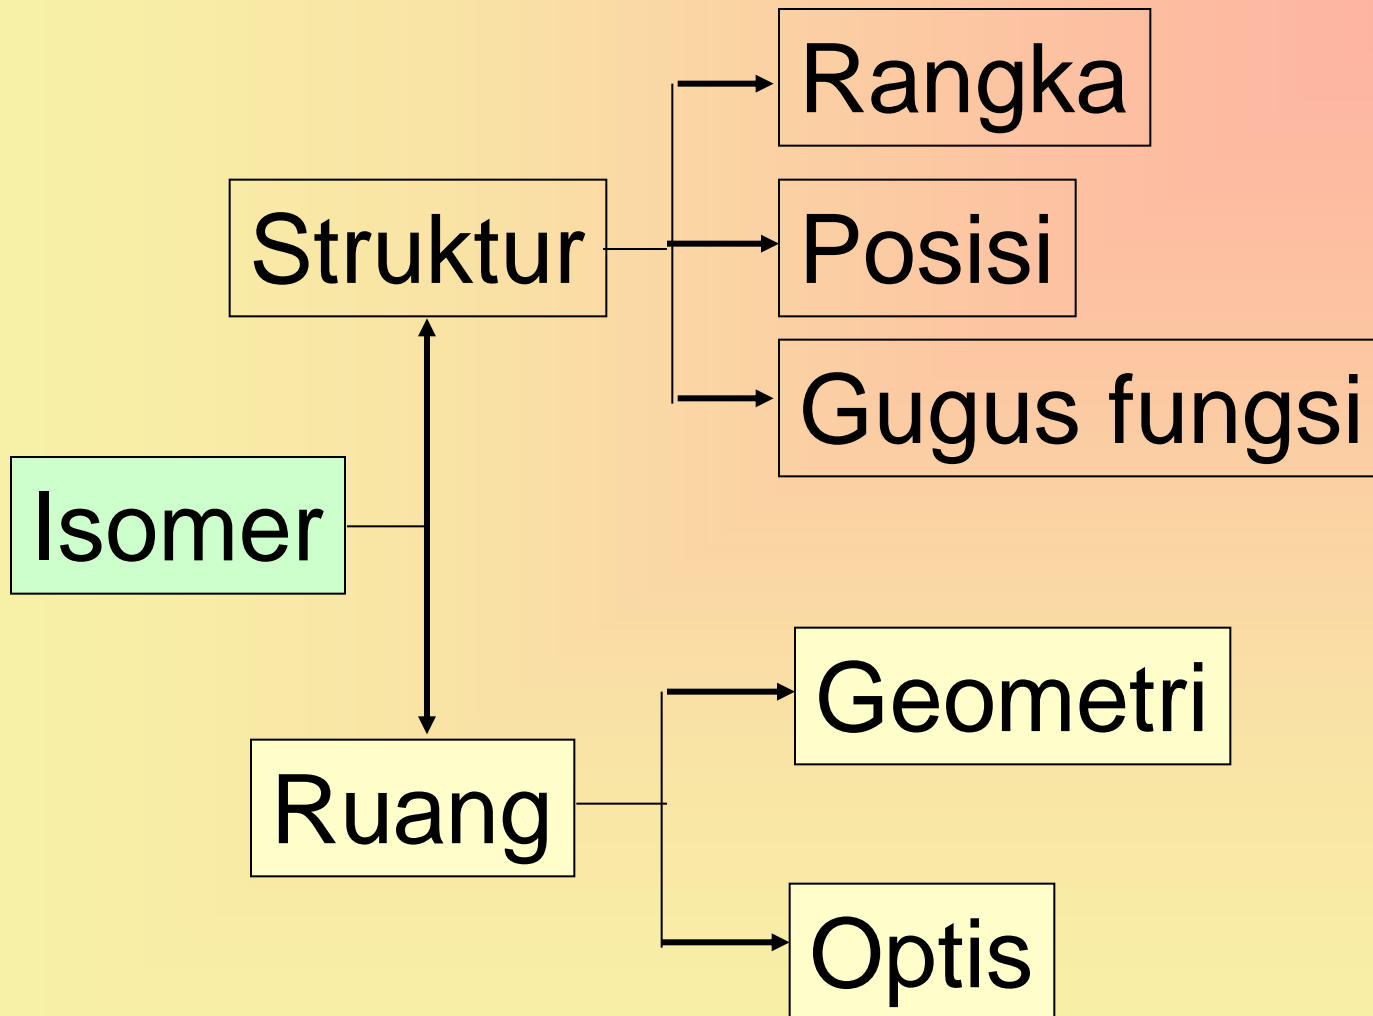 Rangka
Struktur
Posisi
Gugus fungsi
Isomer
Geometri
Ruang
Optis